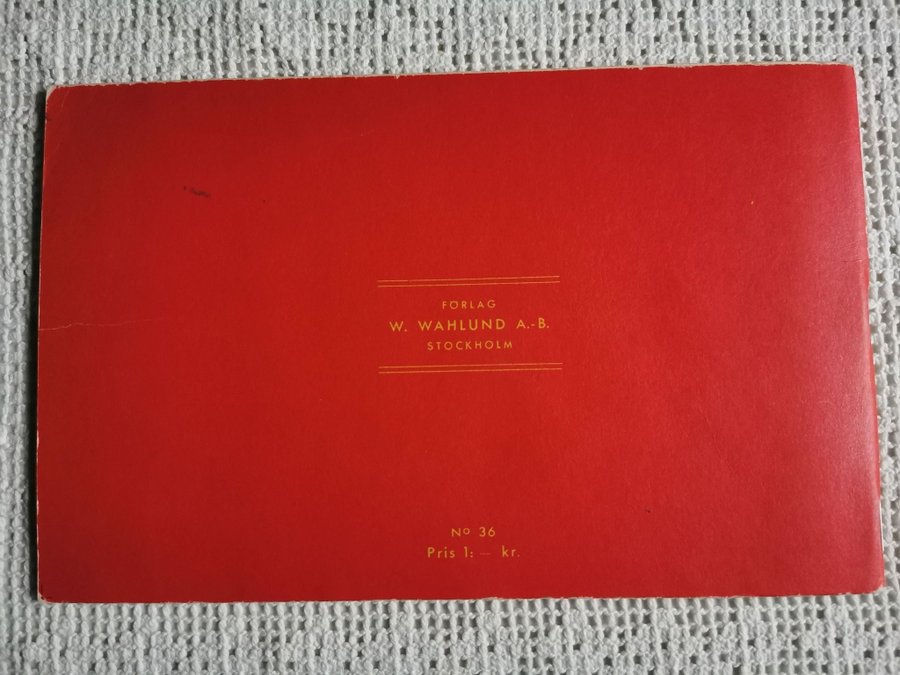 FÖRLAG
W. WAHLUND A.-B.
STOCKHOLM
No 36
Pris 1: — kr.